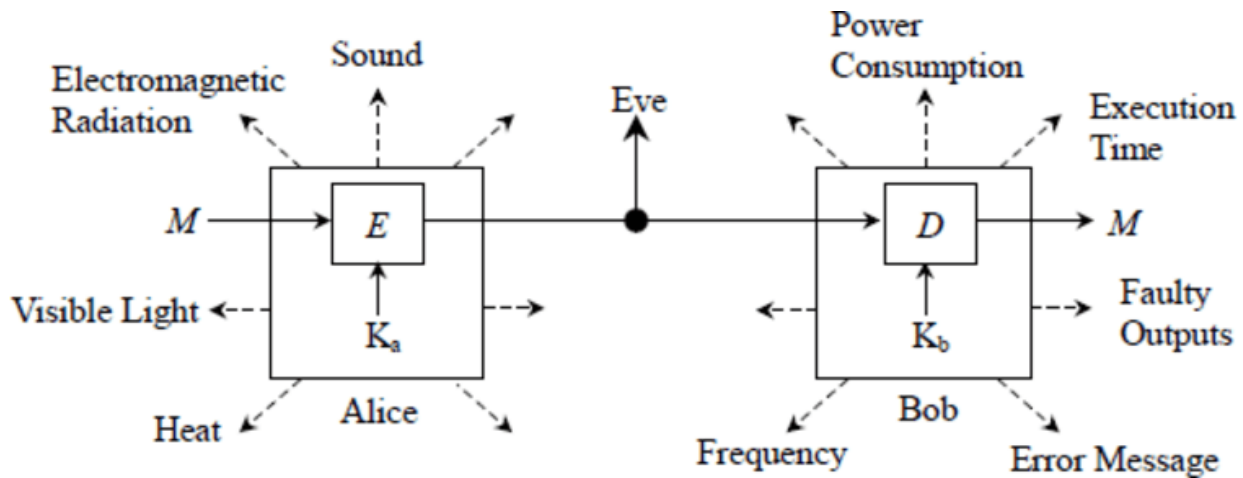 Power
Consumption
Sound
Electromagnetic
Radiation
Eve
Execution
Time
M
E
D
M
Visible Light
Kₐ
K_b
Faulty
Outputs
Heat
Alice
Bob
Frequency
Error Message